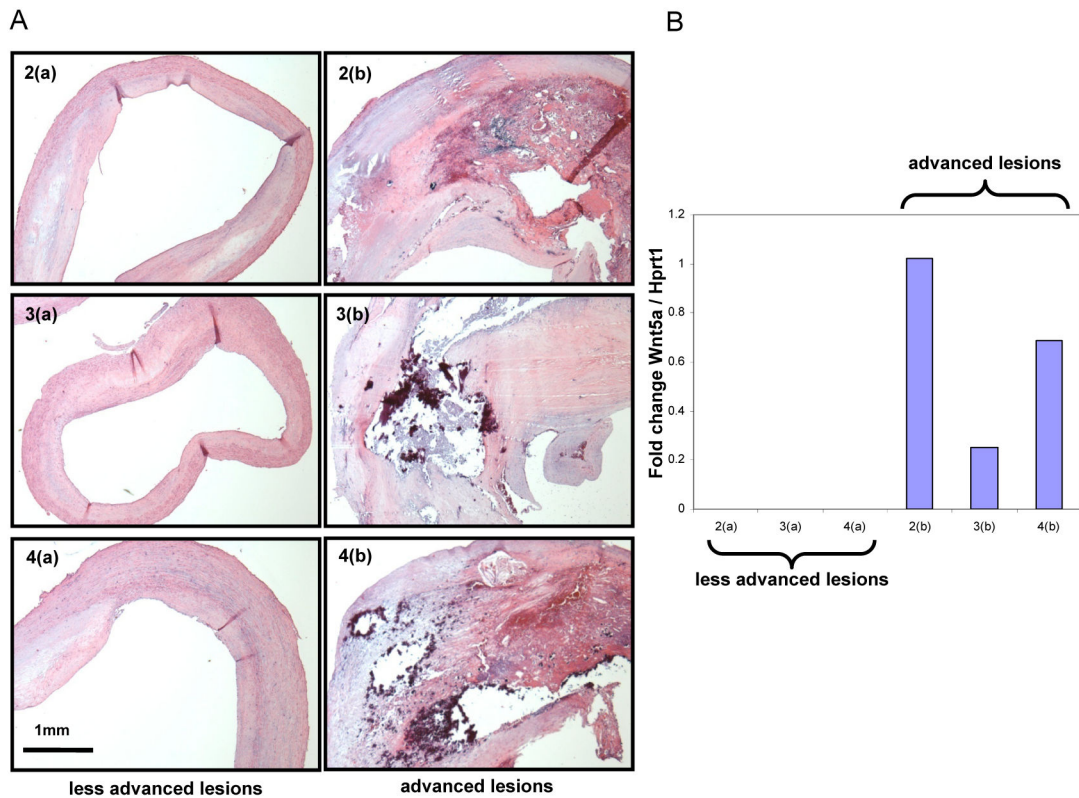 A
2(a)
2(b)
3(a)
3(b)
4(a)
4(b)
1mm
less advanced lesions
advanced lesions
B
advanced lesions
Fold change Wnt5a / Hprt1
1.2
1
0.8
0.6
0.4
0.2
0
2(a) 3(a) 4(a) 2(b) 3(b) 4(b)
less advanced lesions